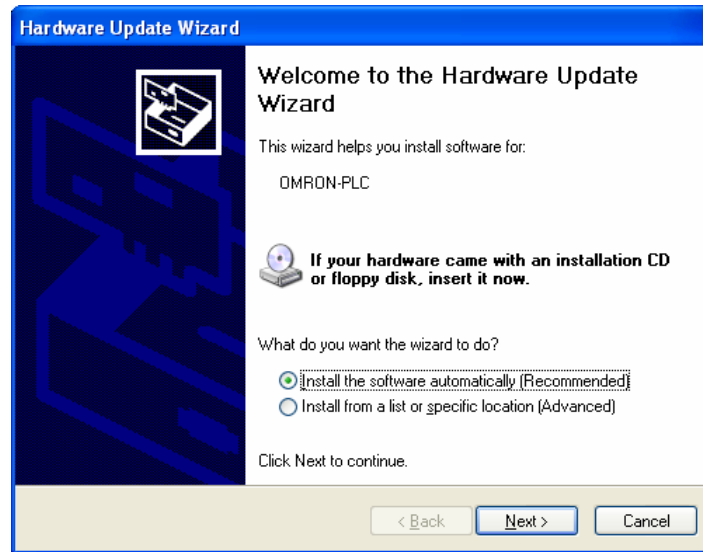 Hardware Update Wizard
Welcome to the Hardware Update
Wizard
This wizard helps you install software for:
OMRON-PLC
If your hardware came with an installation CD
or floppy disk, insert it now.
What do you want the wizard to do?
Install the software automatically (Recommended)
Install from a list or specific location (Advanced)
Click Next to continue.
< Back
Next >
Cancel